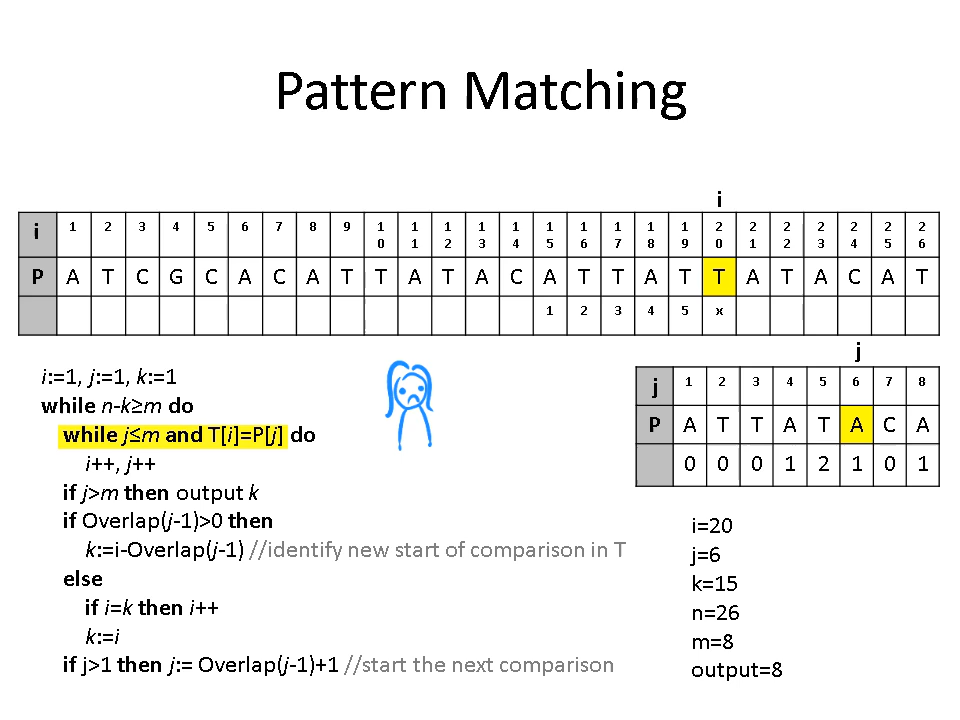 Pattern Matching
i
i 1 2 3 4 5 6 7 8 9 10 11 12 13 14 15 16 17 18 19 20 21 22 23 24 25 26
P A T C G C A C A T T A T A C A T T A T T A T A C A T
1 2 3 4 5 x
j
j 1 2 3 4 5 6 7 8
P A T T A T A C A
0 0 0 1 2 1 0 1
i:=1, j:=1, k:=1
while n-k≥m do
while j≤m and T[i]=P[j] do
i++, j++
if j>m then output k
if Overlap(j-1)>0 then
k:=i-Overlap(j-1) //identify new start of comparison in T
else
if i=k then i++
k:=i
if j>1 then j:= Overlap(j-1)+1 //start the next comparison
i=20
j=6
k=15
n=26
m=8
output=8